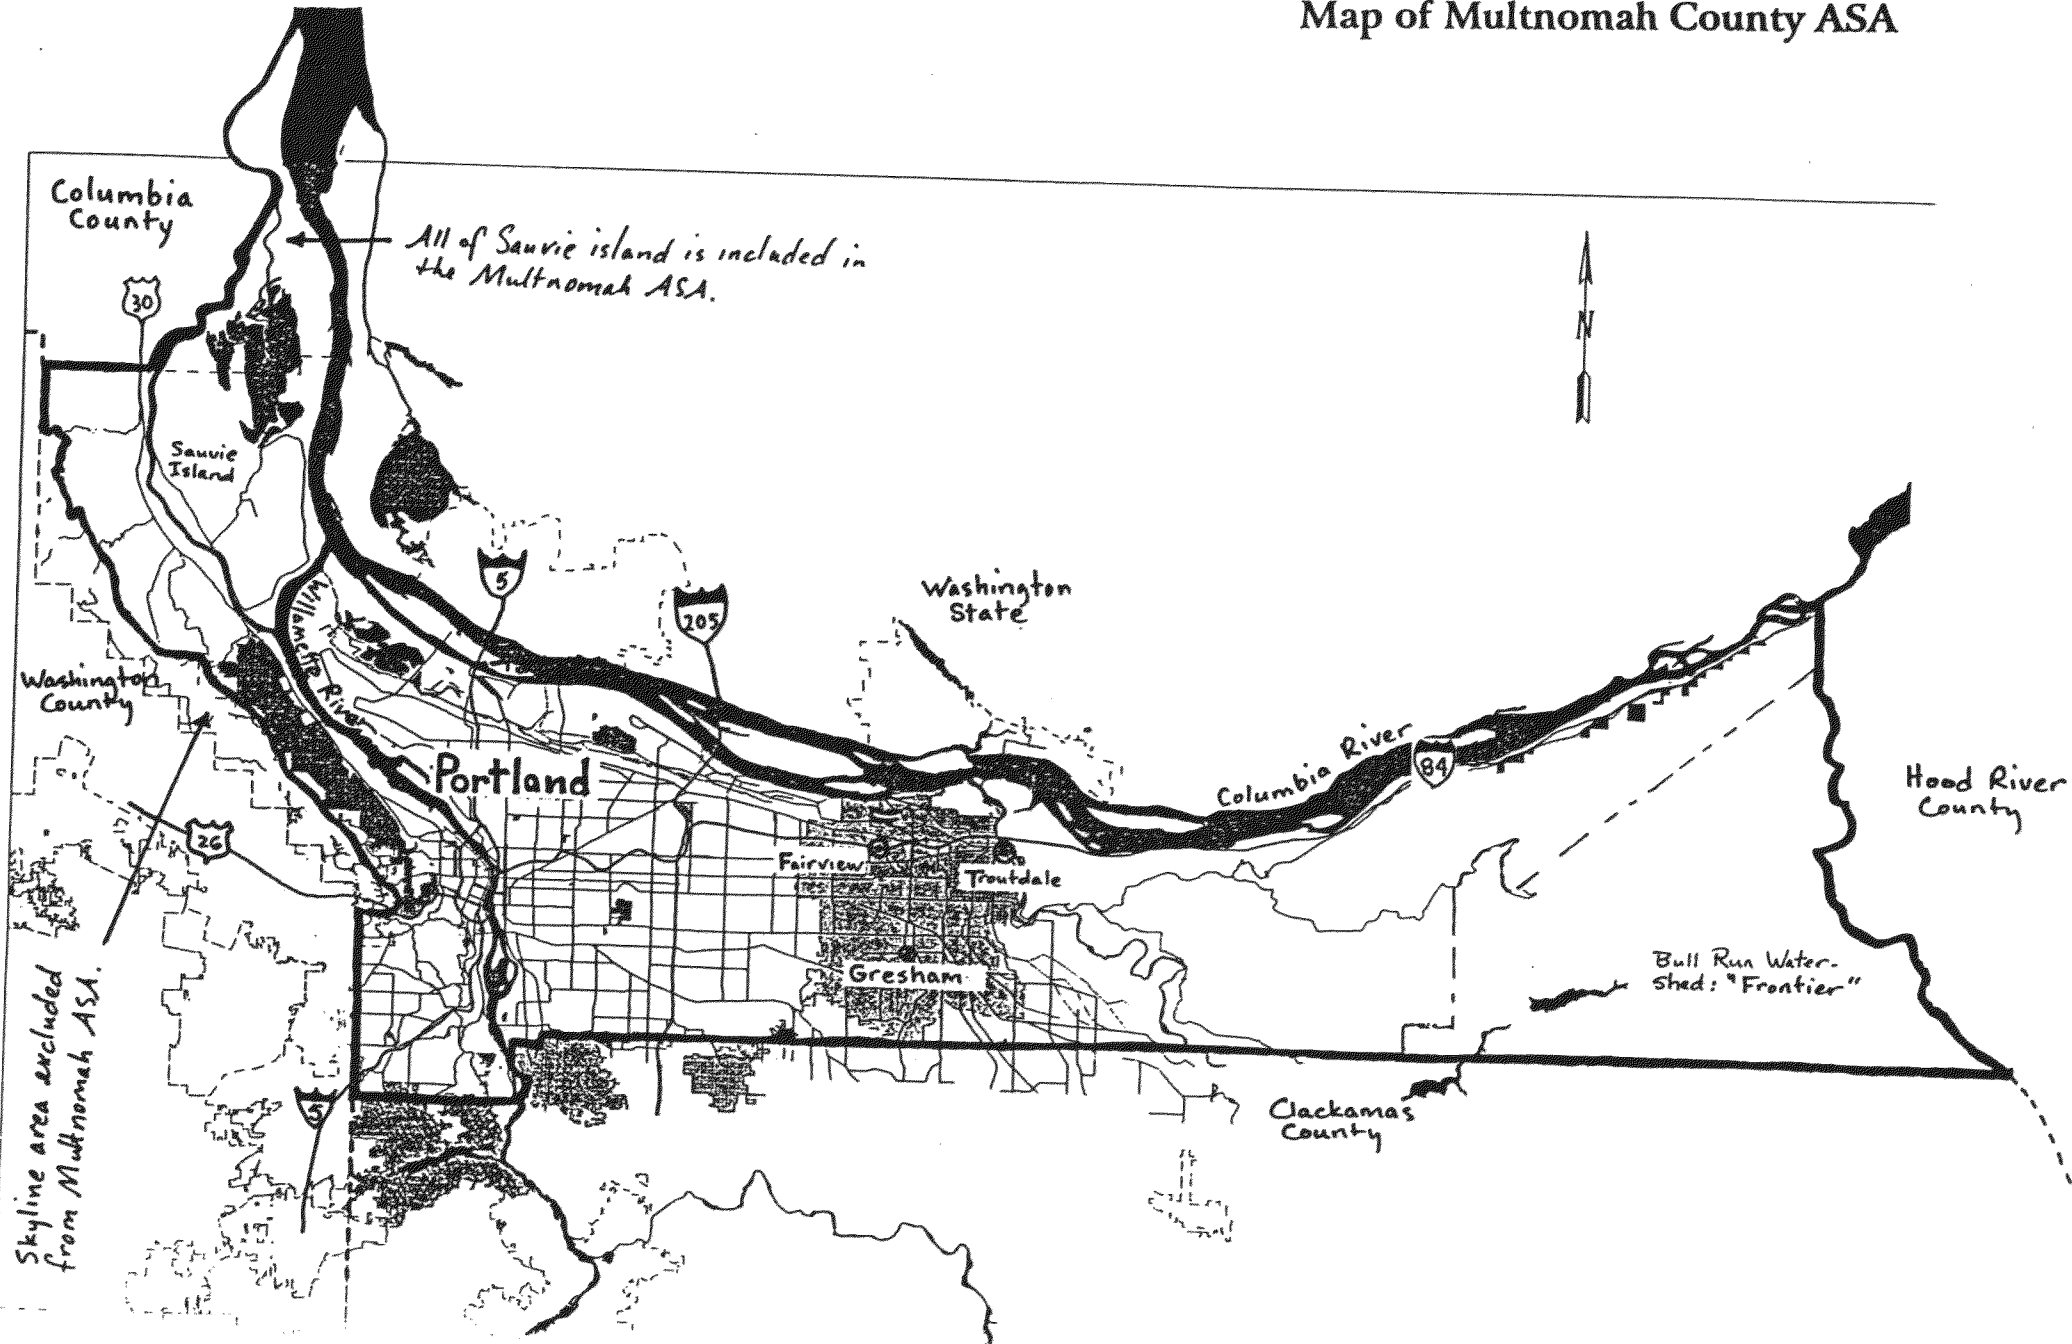 Map of Multnomah County ASA
Columbia
County
30
All of Sauvie island is included in
the Multnomah ASA.
N
Sauvie
Island
5
205
Washington
State
Willamette River
Washington
County
Portland
Columbia River
84
Hood River
County
26
Fairview
Troutdale
Gresham
Bull Run Water-
shed: "Frontier"
Skyline area excluded
from Multnomah ASA.
5
Clackamas
County